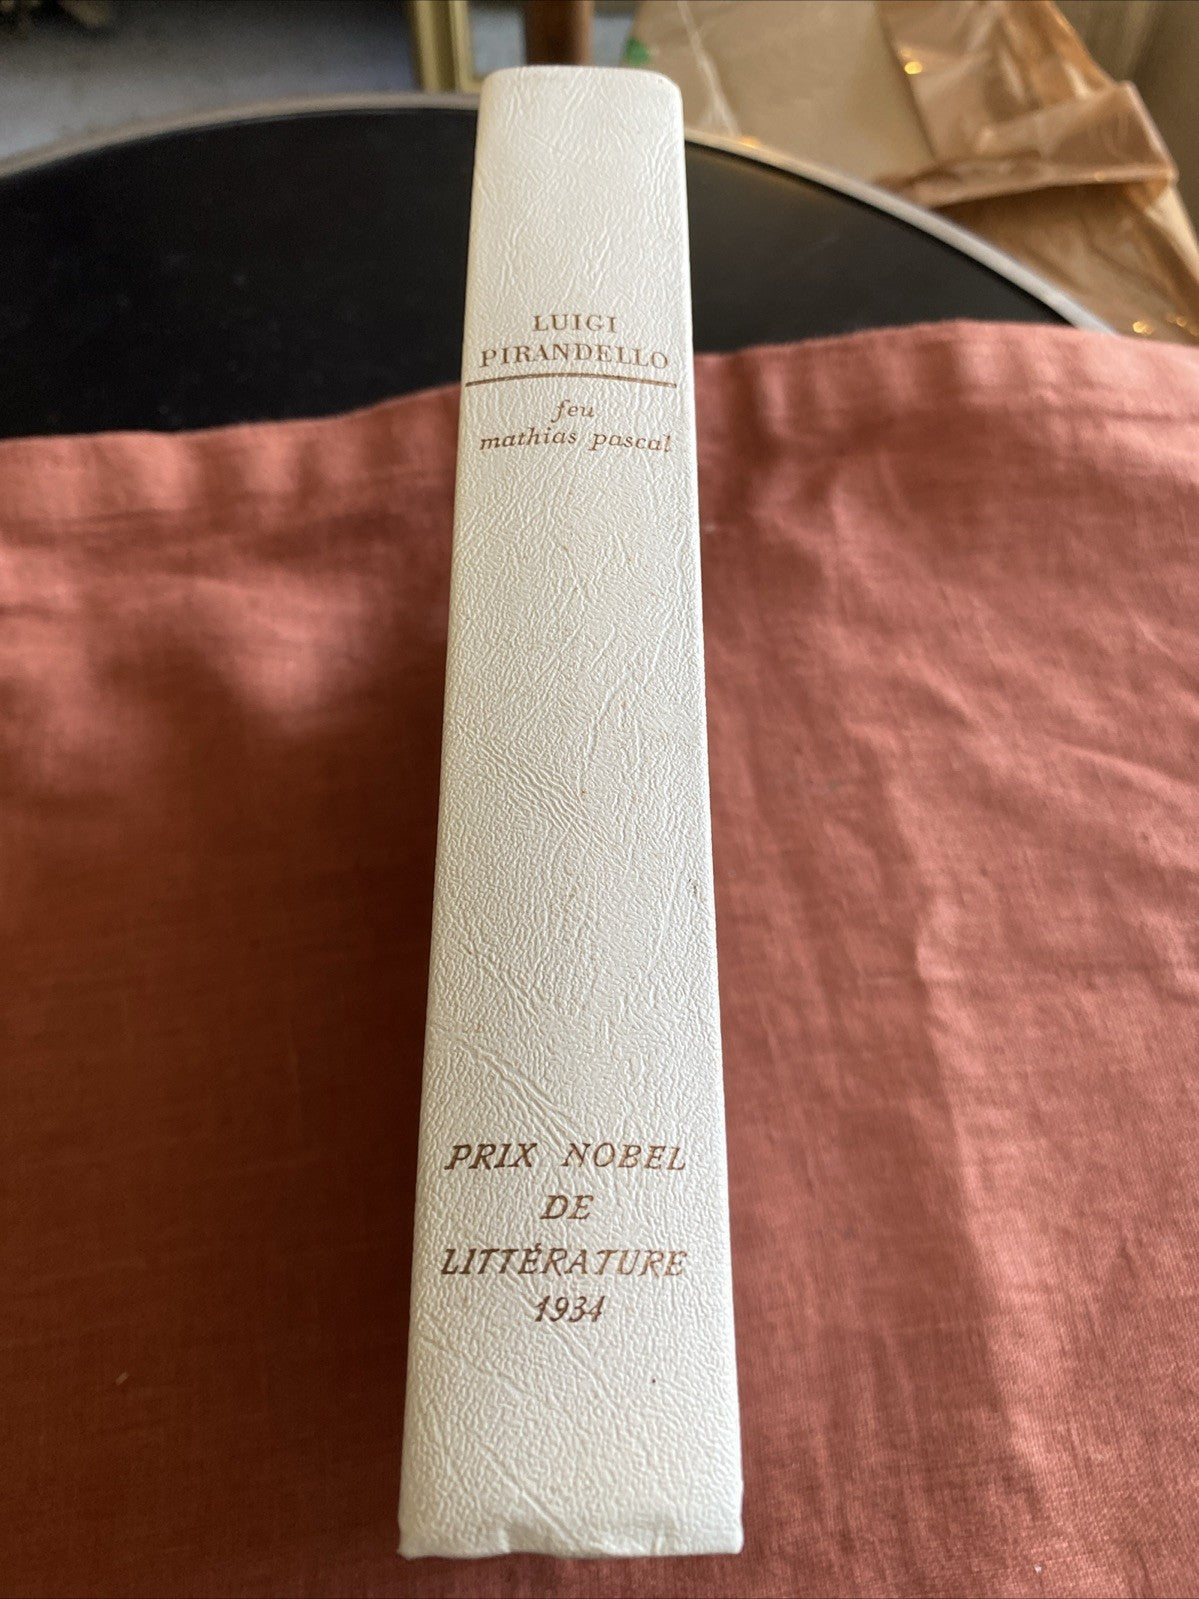 LUIGI
PIRANDELLO
feu
mathias pascal
PRIX NOBEL
DE
LITTÉRATURE
1934